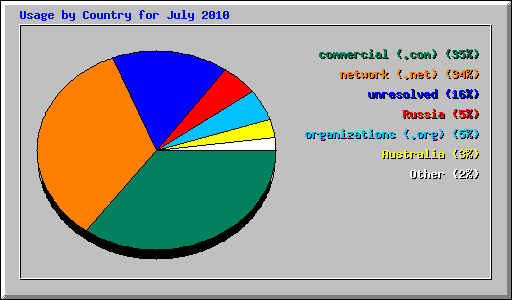 Usage by Country for July 2010
commercial (.com) (35%)
network (.net) (34%)
unresolved (16%)
Russia (5%)
organizations (.org) (5%)
Australia (3%)
Other (2%)